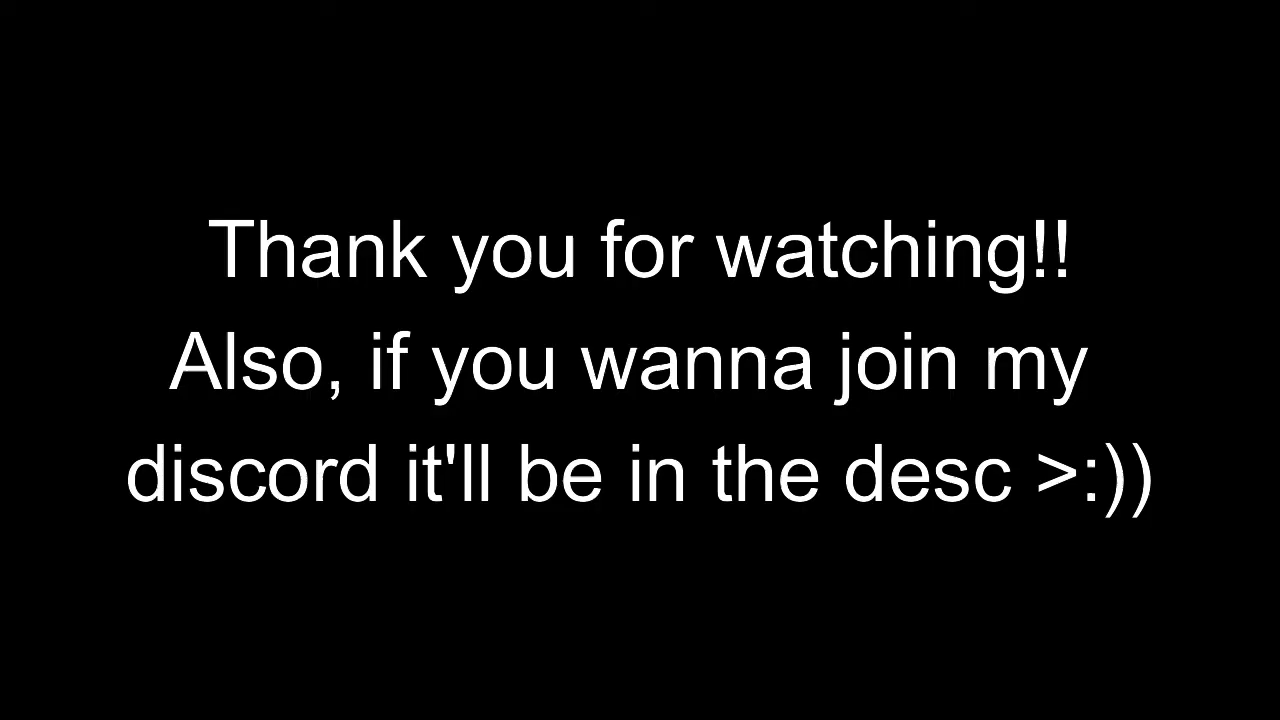 Thank you for watching!!
Also, if you wanna join my
discord it'll be in the desc >:))